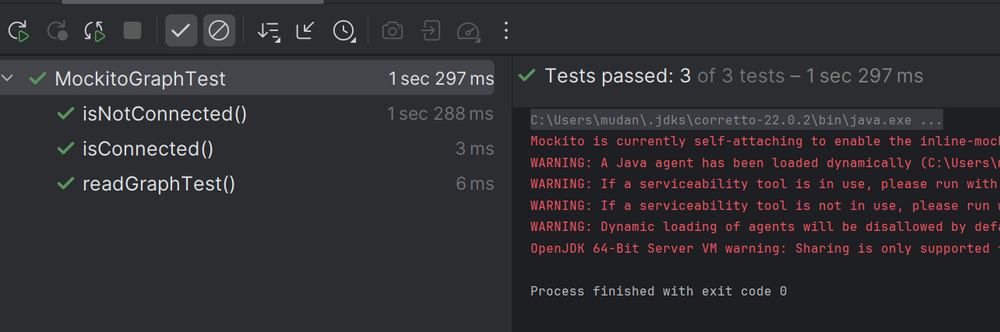 MockitoGraphTest 1 sec 297 ms
isNotConnected() 1 sec 288 ms
isConnected() 3 ms
readGraphTest() 6 ms
Tests passed: 3 of 3 tests – 1 sec 297 ms
C:\Users\mudan\.jdks\corretto-22.0.2\bin\java.exe ...
Mockito is currently self-attaching to enable the inline-moc
WARNING: A Java agent has been loaded dynamically (C:\Users\
WARNING: If a serviceability tool is in use, please run with
WARNING: If a serviceability tool is not in use, please run
WARNING: Dynamic loading of agents will be disallowed by def
OpenJDK 64-Bit Server VM warning: Sharing is only supported
Process finished with exit code 0